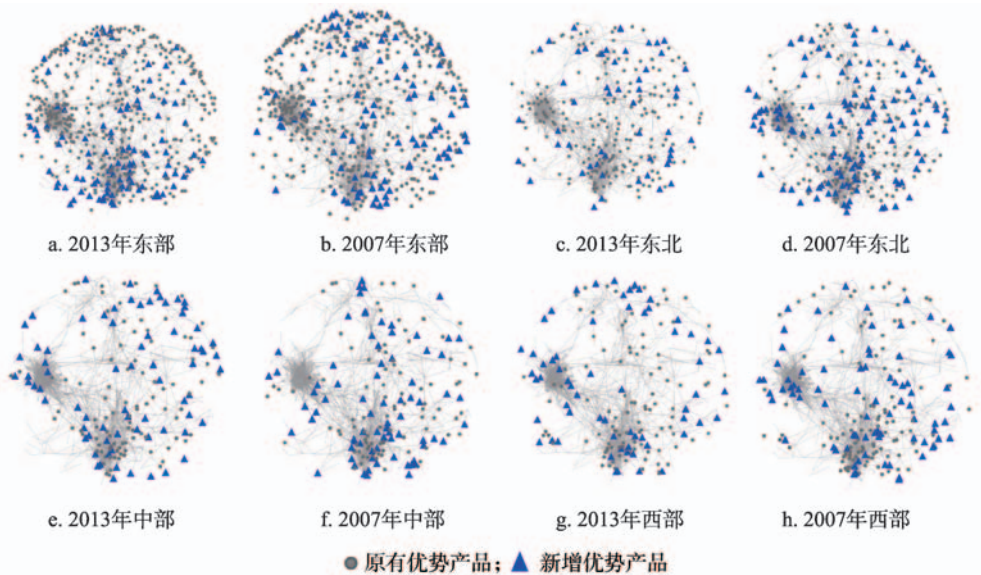 a. 2013年东部
b. 2007年东部
c. 2013年东北
d. 2007年东北
e. 2013年中部
f. 2007年中部
g. 2013年西部
h. 2007年西部
原有优势产品； 新增优势产品